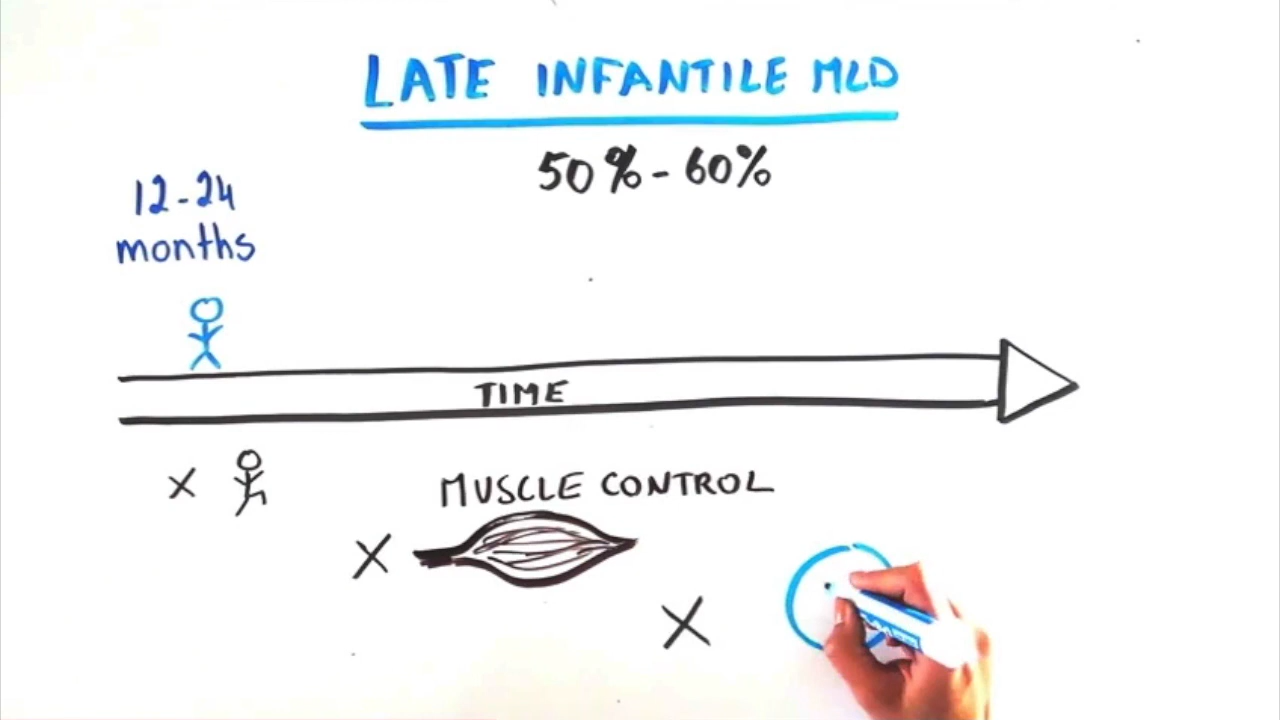 LATE INFANTILE MLD
50%-60%
12-24
months
TIME
MUSCLE CONTROL